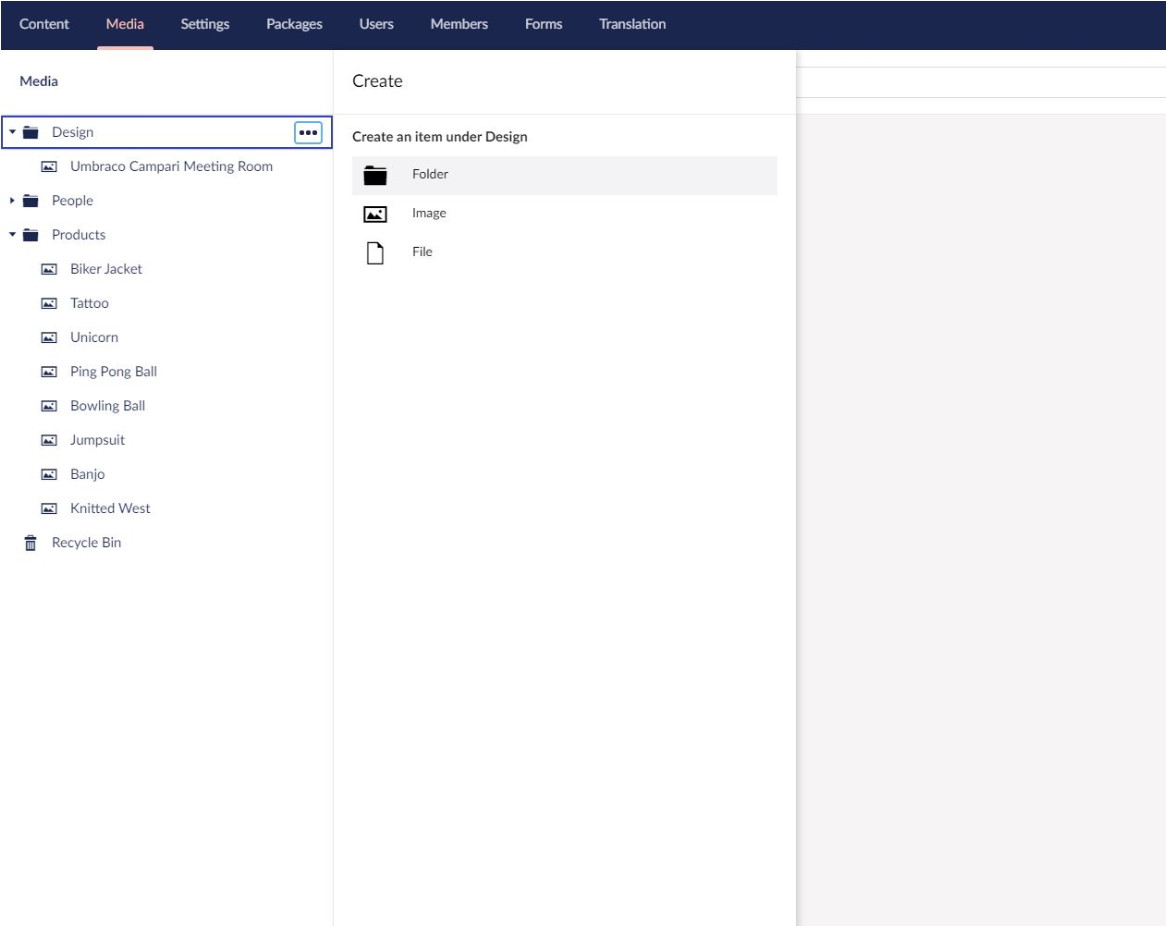 Content Media Settings Packages Users Members Forms Translation
Media
Design
Umbraco Campari Meeting Room
People
Products
Biker Jacket
Tattoo
Unicorn
Ping Pong Ball
Bowling Ball
Jumpsuit
Banjo
Knitted West
Recycle Bin
Create
Create an item under Design
Folder
Image
File